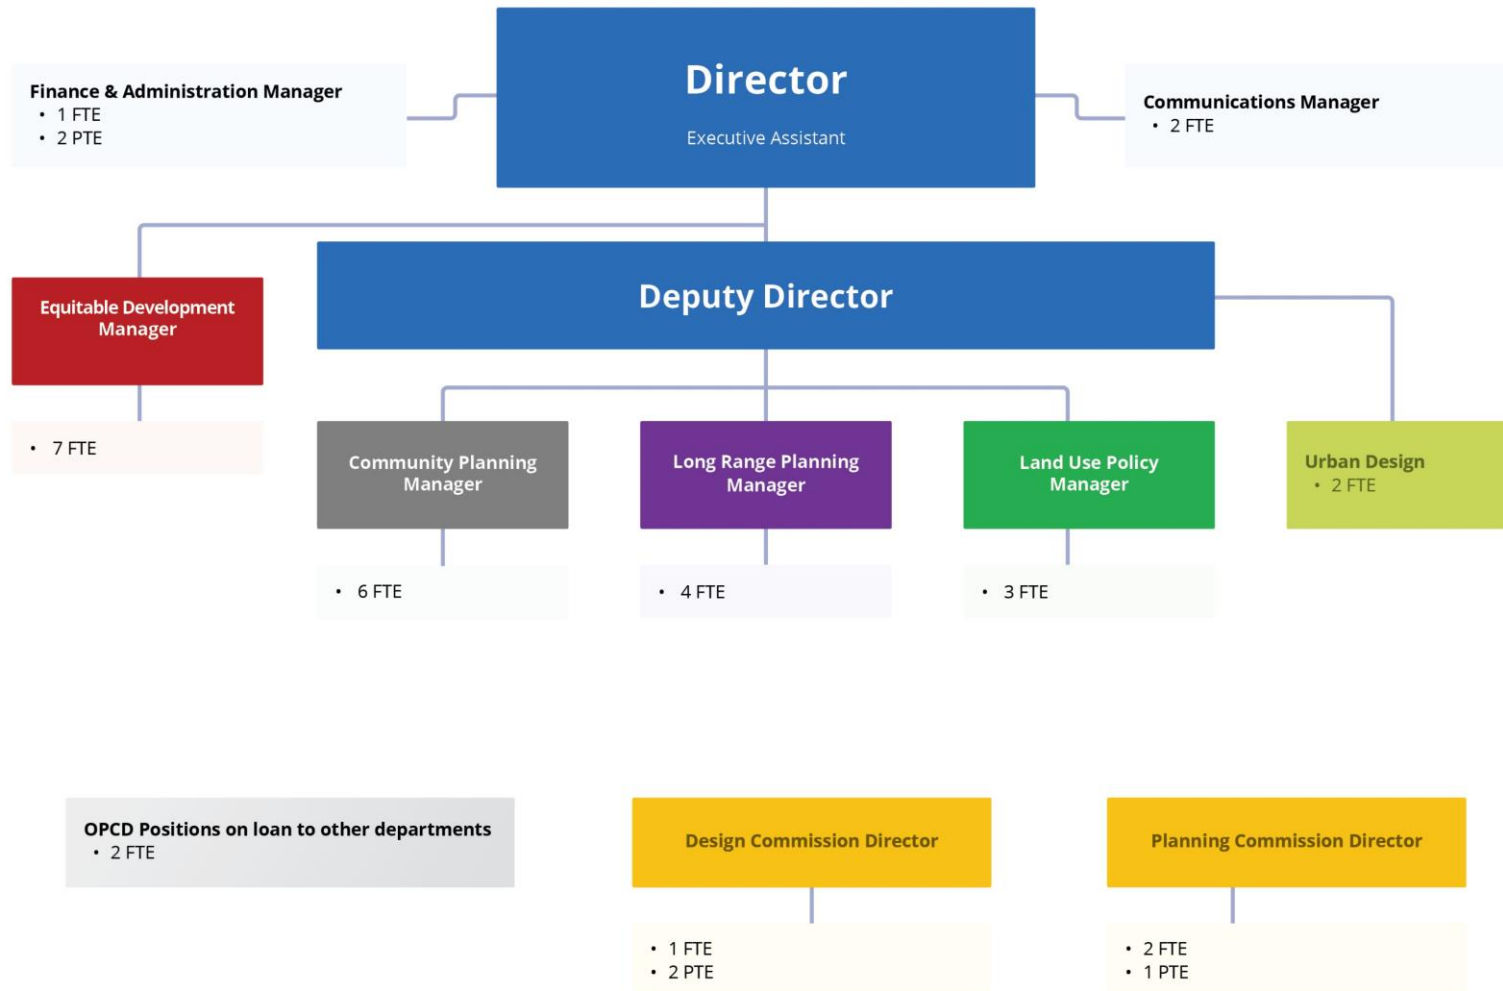 Director
Executive Assistant
Finance & Administration Manager
• 1 FTE
• 2 PTE
Communications Manager
• 2 FTE
Equitable Development
Manager
• 7 FTE
Deputy Director
Community Planning
Manager
• 6 FTE
Long Range Planning
Manager
• 4 FTE
Land Use Policy
Manager
• 3 FTE
Urban Design
• 2 FTE
OPCD Positions on loan to other departments
• 2 FTE
Design Commission Director
• 1 FTE
• 2 PTE
Planning Commission Director
• 2 FTE
• 1 PTE